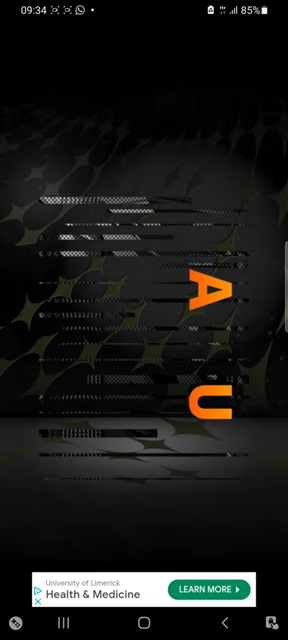 09:34
85%
A
U
University of Limerick
Health & Medicine
LEARN MORE